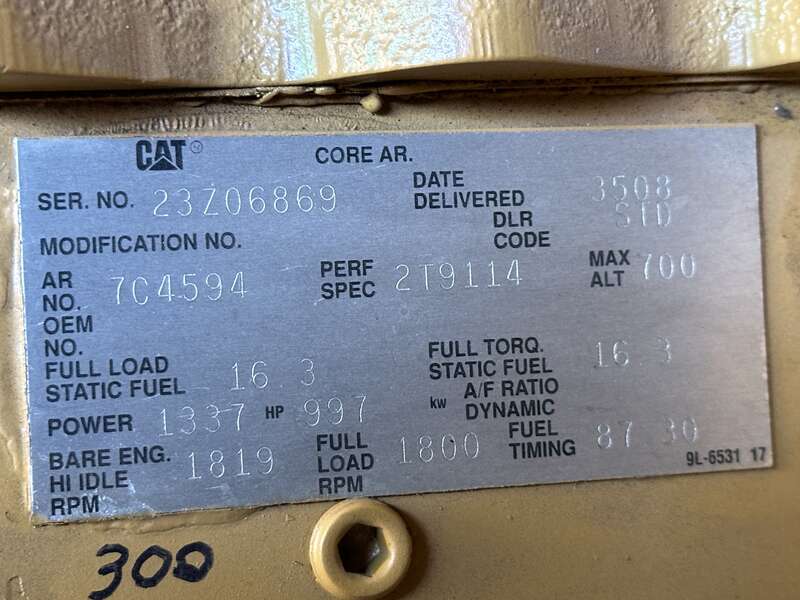 CAT ® CORE AR.
SER. NO. 23Z06869 DATE DELIVERED 3508
MODIFICATION NO. DLR CODE STD
AR NO. 7C4594 PERF SPEC 2T9114 MAX ALT 700
OEM NO.
FULL LOAD STATIC FUEL 16.3 FULL TORQ. STATIC FUEL 16.3
POWER 1337 HP 997 kw A/F RATIO DYNAMIC
BARE ENG. HI IDLE RPM 1819 FULL LOAD RPM 1800 FUEL TIMING 87.30
9L-6531 17
300